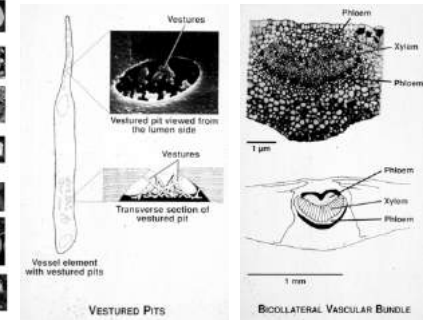 Vestures
Vestured pit viewed from
the lumen side
Vestures
Transverse section of
vestured pit
Vessel element
with vestured pits
VESTURED PITS
Phloem
Xylem
Phloem
1 µm
Phloem
Xylem
Phloem
1 mm
BICOLLATERAL VASCULAR BUNDLE